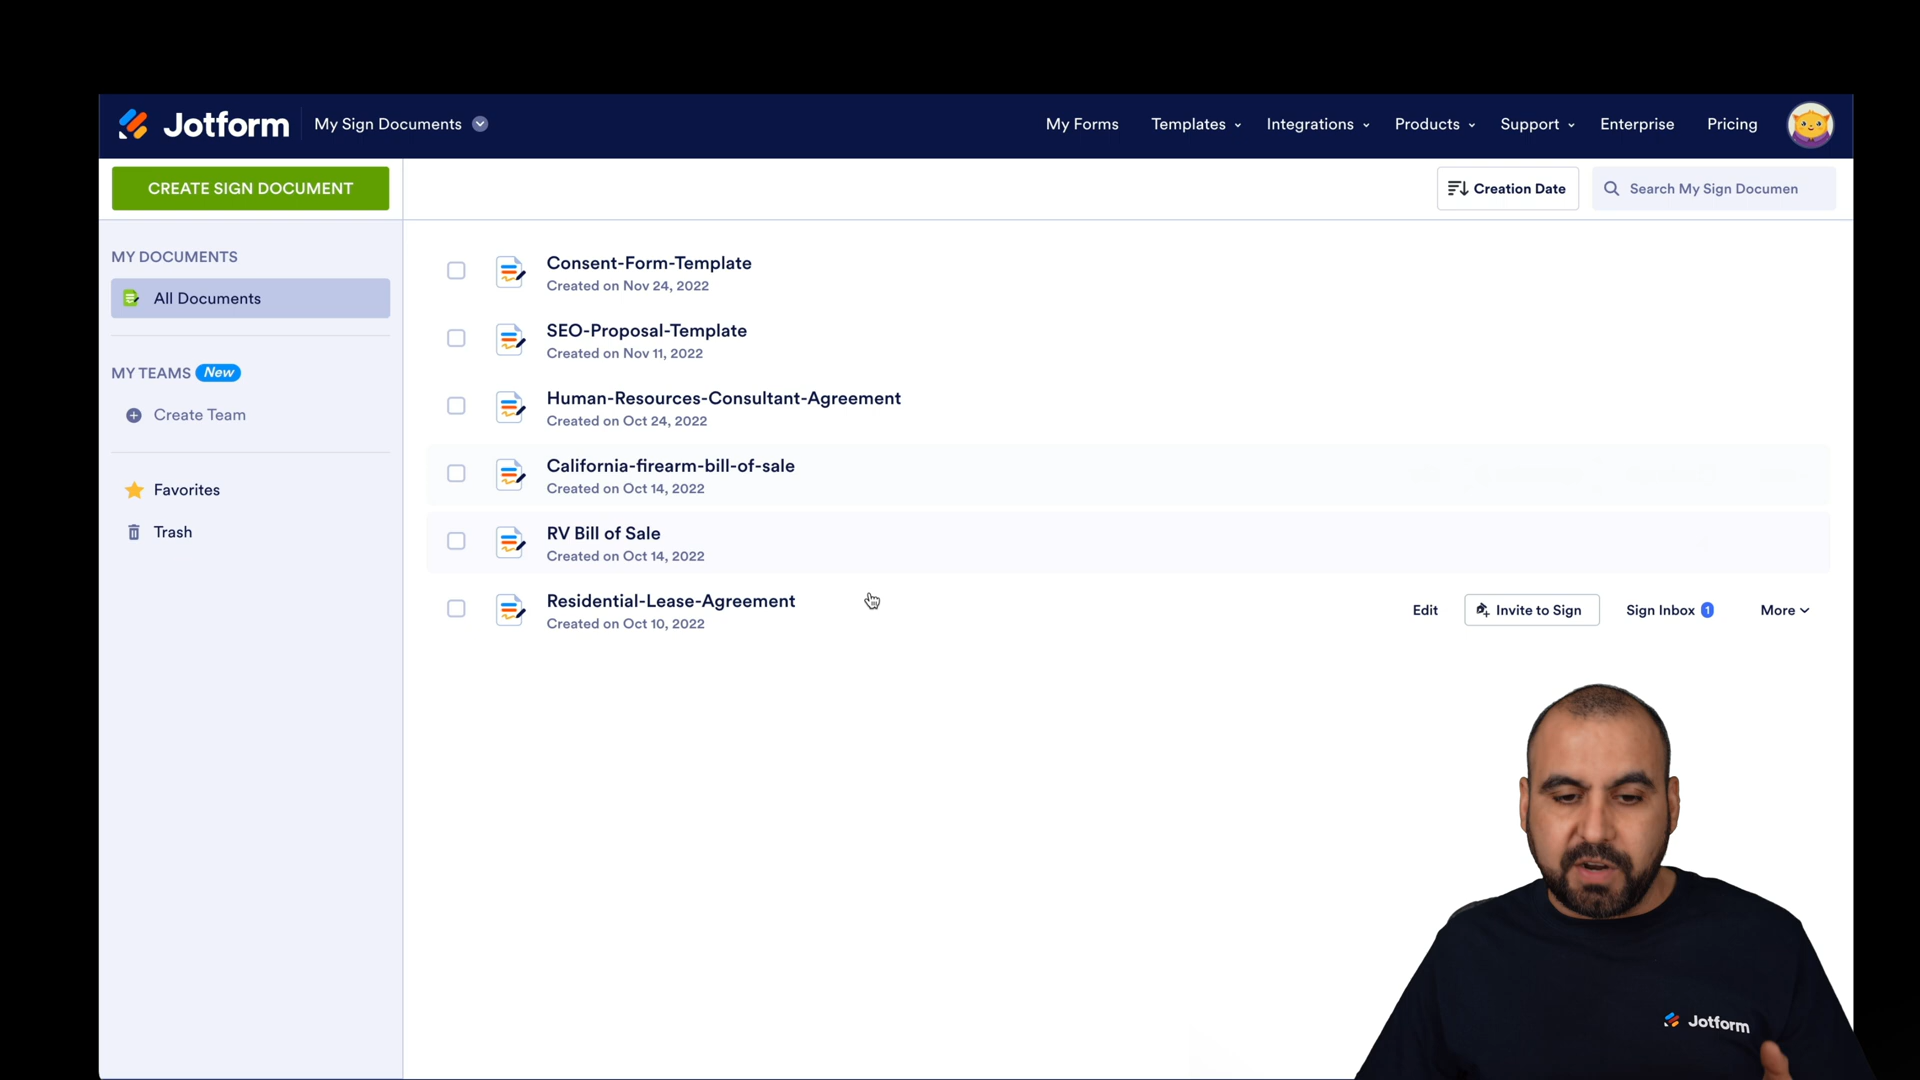 Jotform
My Sign Documents
My Forms
Templates
Integrations
Products
Support
Enterprise
Pricing
CREATE SIGN DOCUMENT
Creation Date
Search My Sign Documen
MY DOCUMENTS
All Documents
MY TEAMS New
Create Team
Favorites
Trash
Consent-Form-Template
Created on Nov 24, 2022
SEO-Proposal-Template
Created on Nov 11, 2022
Human-Resources-Consultant-Agreement
Created on Oct 24, 2022
California-firearm-bill-of-sale
Created on Oct 14, 2022
RV Bill of Sale
Created on Oct 14, 2022
Residential-Lease-Agreement
Created on Oct 10, 2022
Edit
Invite to Sign
Sign Inbox 1
More
Jotform